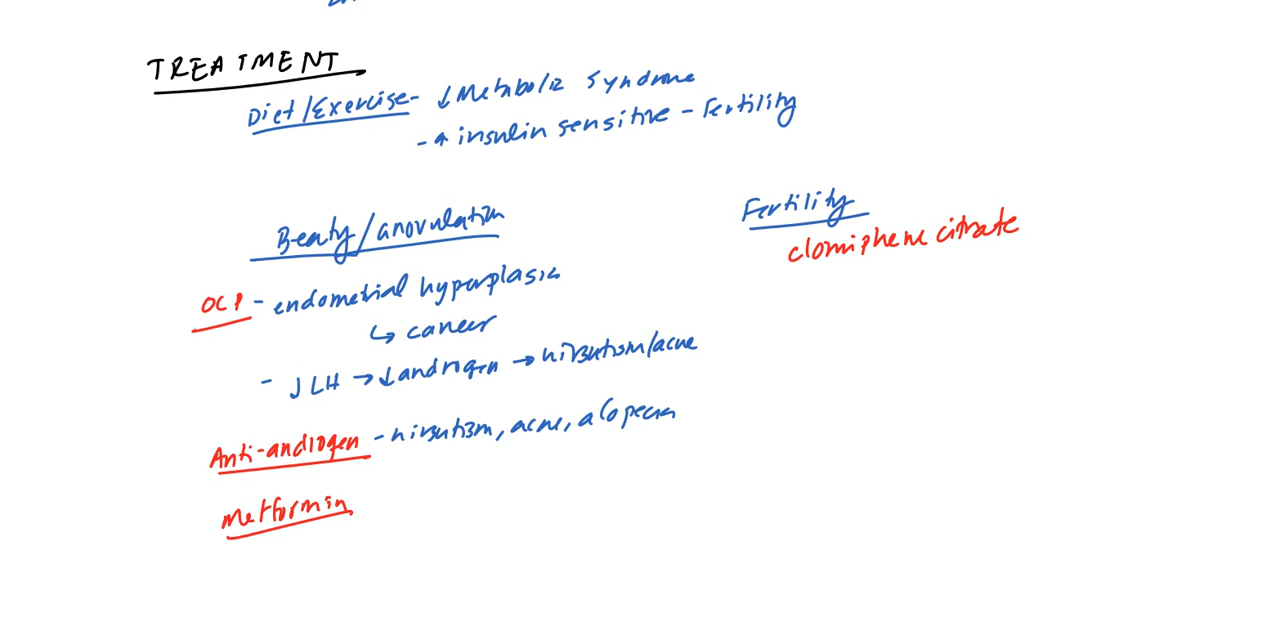 TREATMENT
Diet/Exercise- ↓Metabolic Syndrome
- ↑ insulin sensitive - Fertility
Beaty/anovulation
OCP - endometrial hyperplasia
↳ cancer
- ↓LH → ↓androgen → hirsutism/acne
Anti-androgen - hirsutism, acne, alopecia
Metformin
Fertility
clomiphene citrate